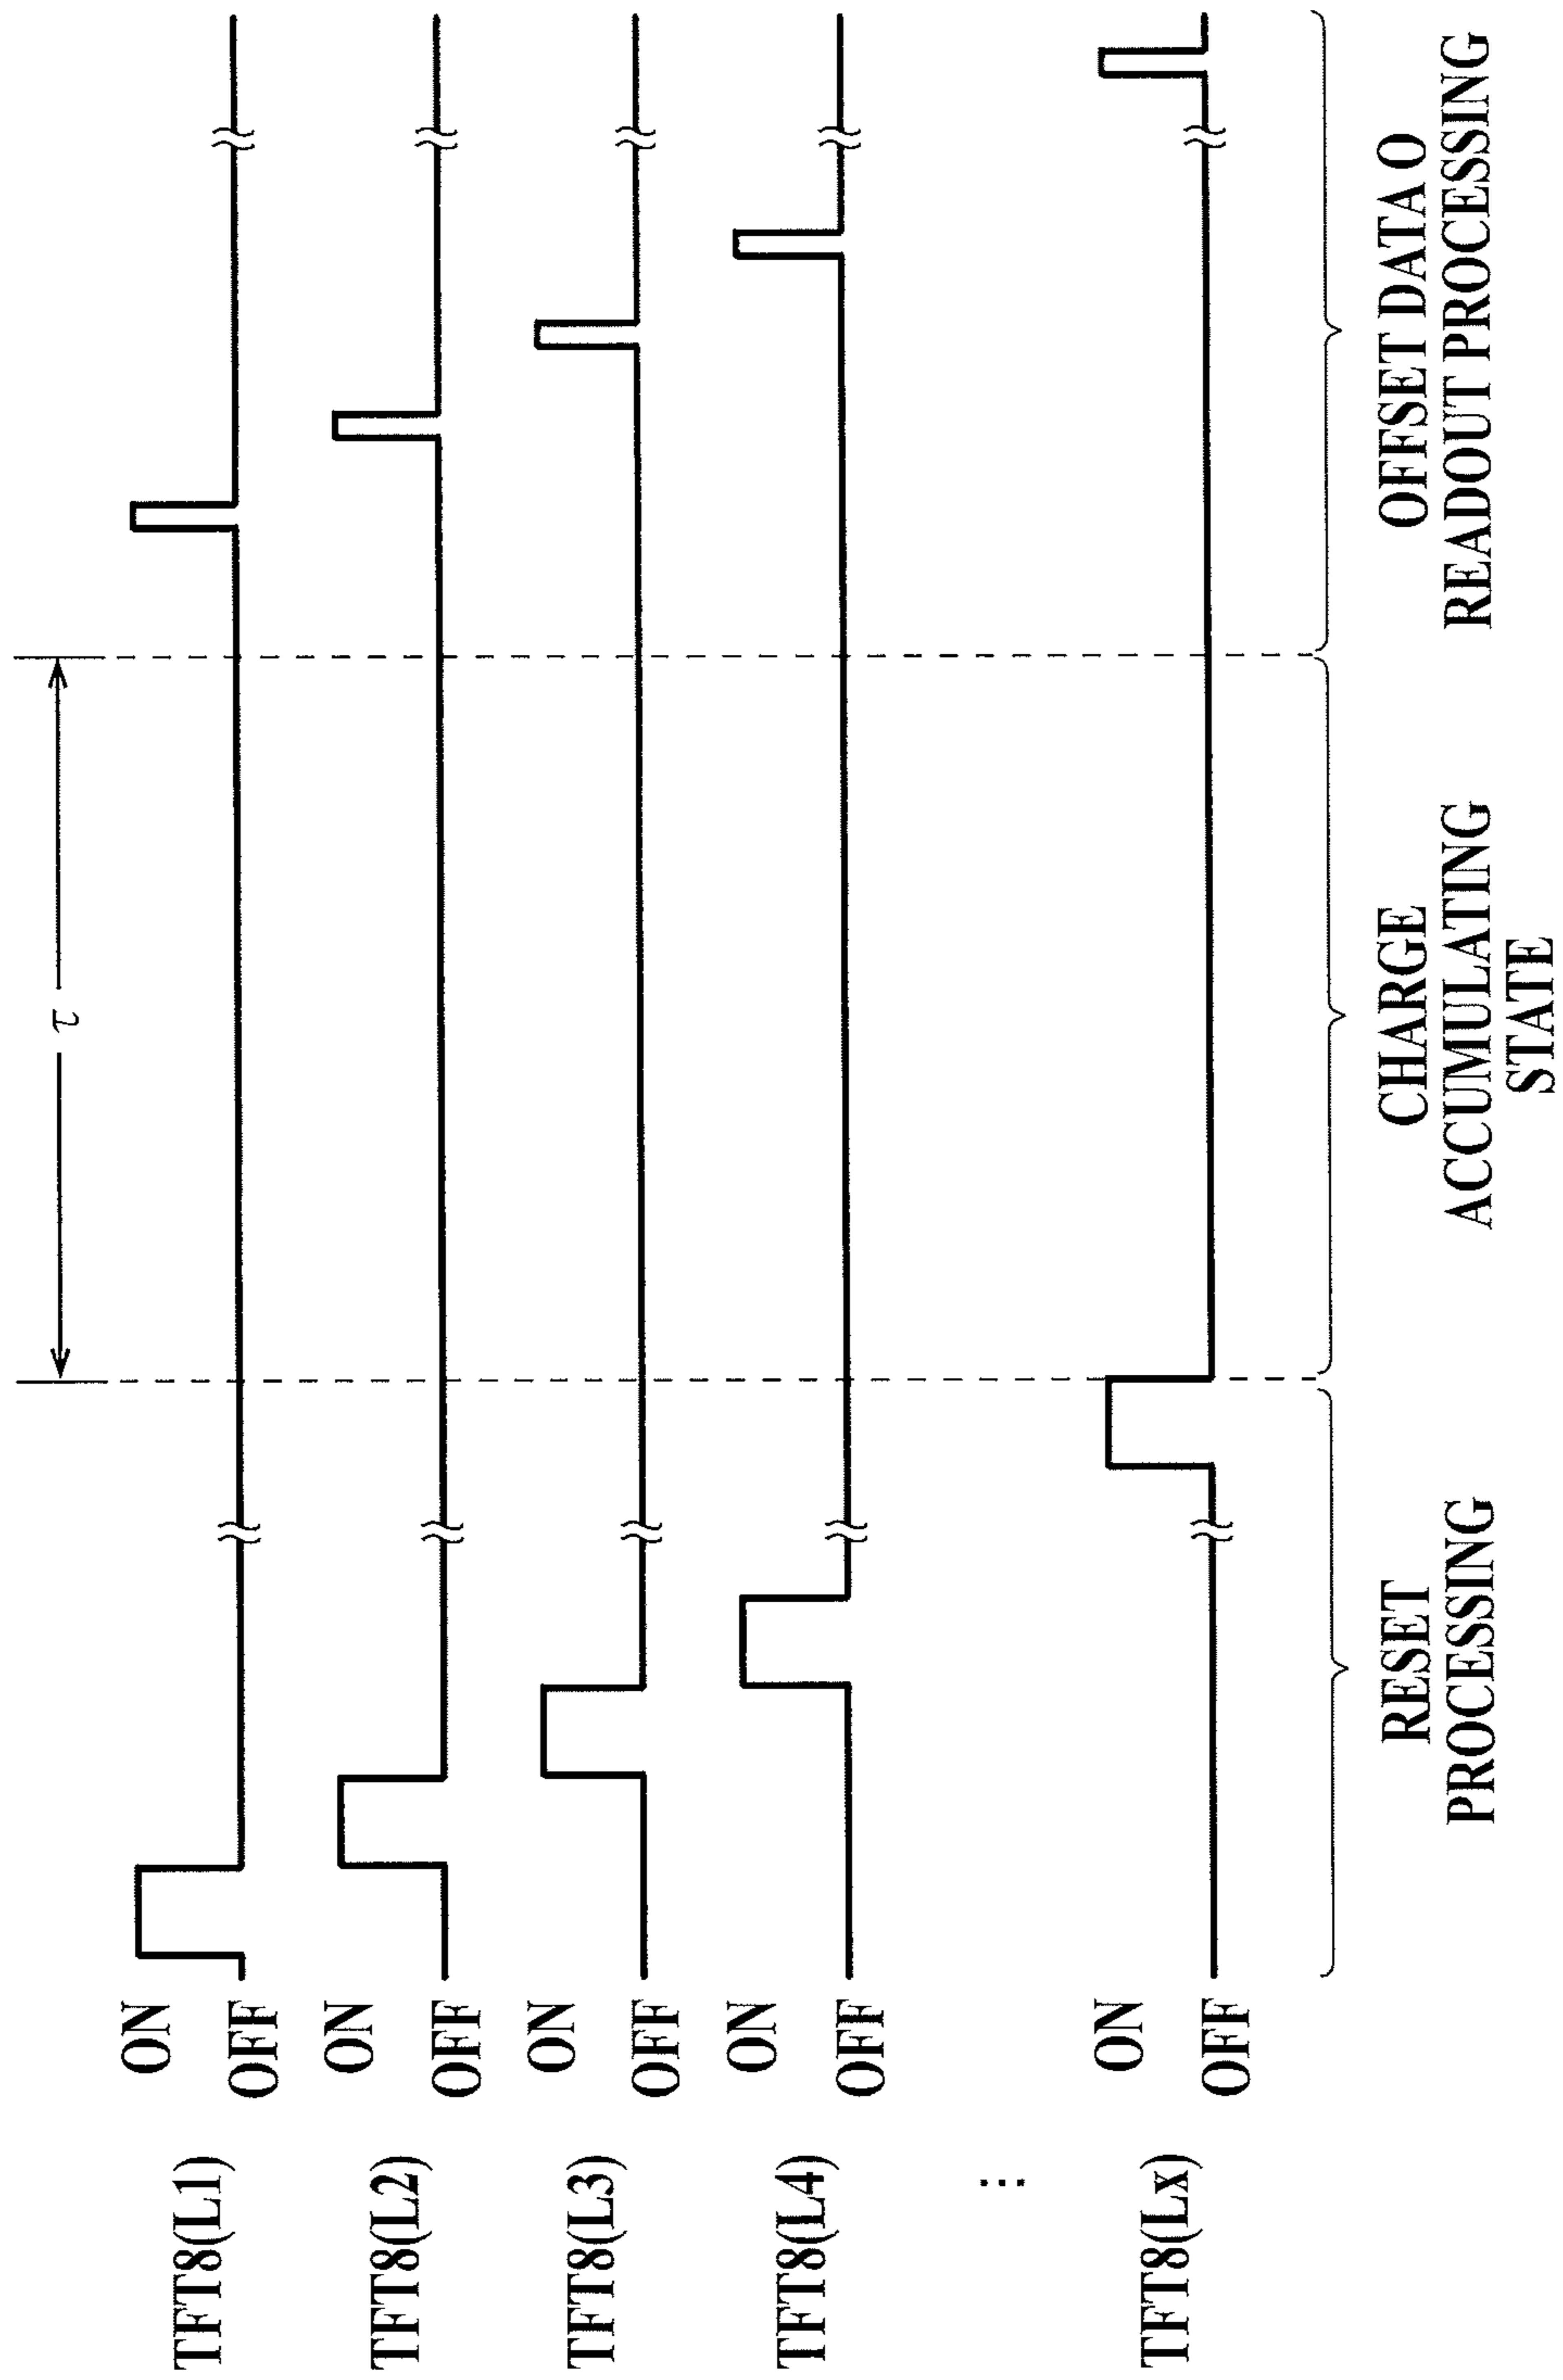 τ
TFT8(L1)
ON
OFF
TFT8(L2)
ON
OFF
TFT8(L3)
ON
OFF
TFT8(L4)
ON
OFF
...
TFT8(Lx)
ON
OFF
RESET
PROCESSING
CHARGE
ACCUMULATING
STATE
OFFSET DATA O
READOUT PROCESSING